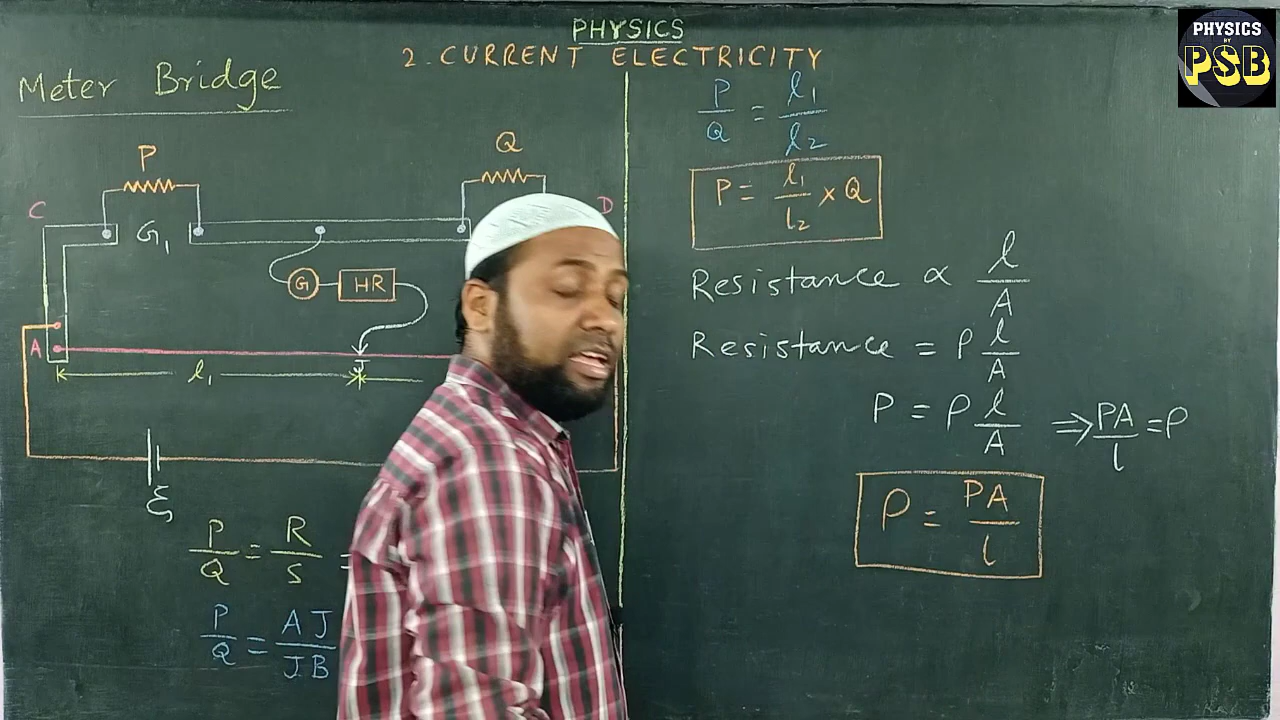 PHYSICS
2. CURRENT ELECTRICITY
PHYSICS
BY
PSB
Meter Bridge
P
Q
C
G₁
D
G
HR
A
J
l₁
ξ
P/Q = R/S =
P/Q = AJ/JB
P/Q = l₁/l₂
P = l₁/l₂ × Q
Resistance ∝ l/A
Resistance = ρ l/A
P = ρ l/A ⇒ PA/l = ρ
ρ = PA/l